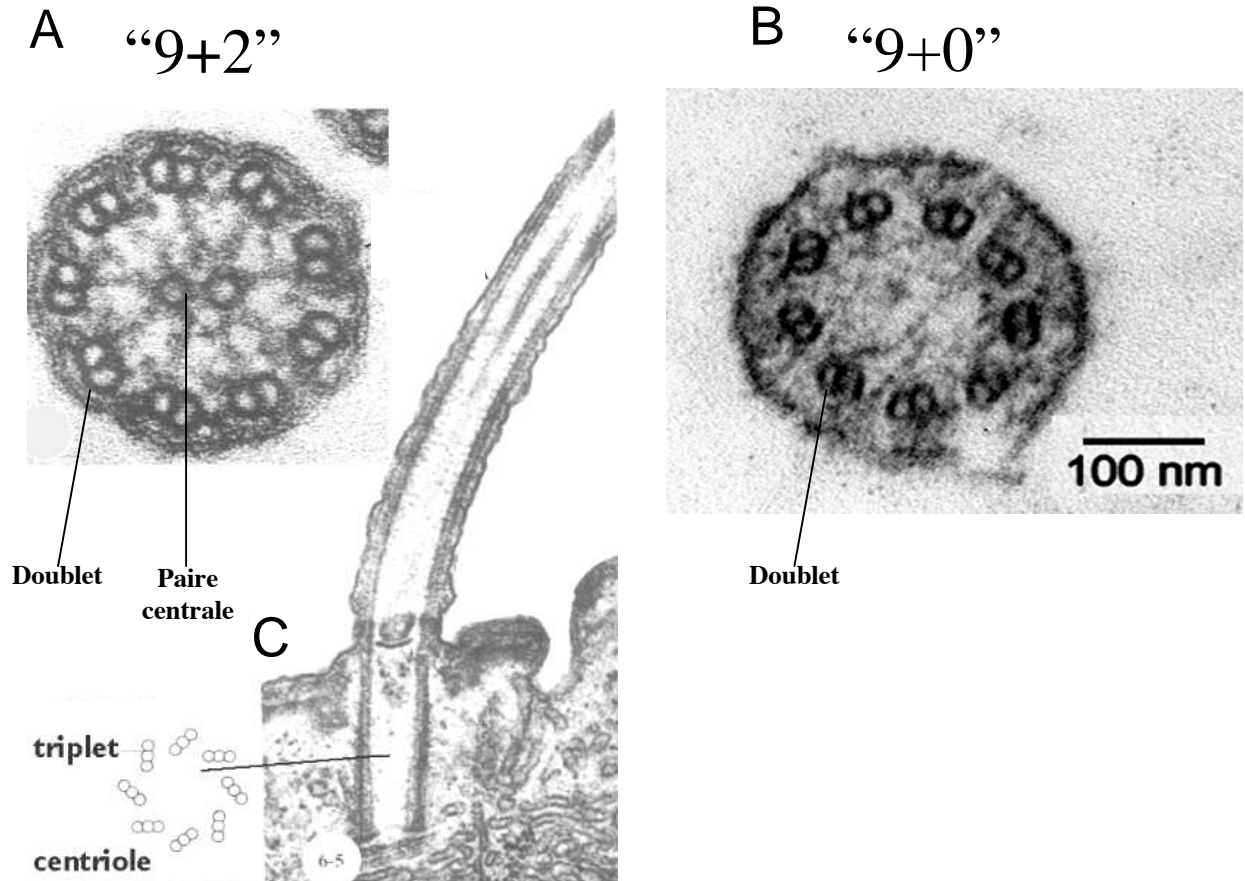 A
“9+2”
B
“9+0”
100 nm
Doublet
Paire
centrale
Doublet
C
triplet
centriole
6-5